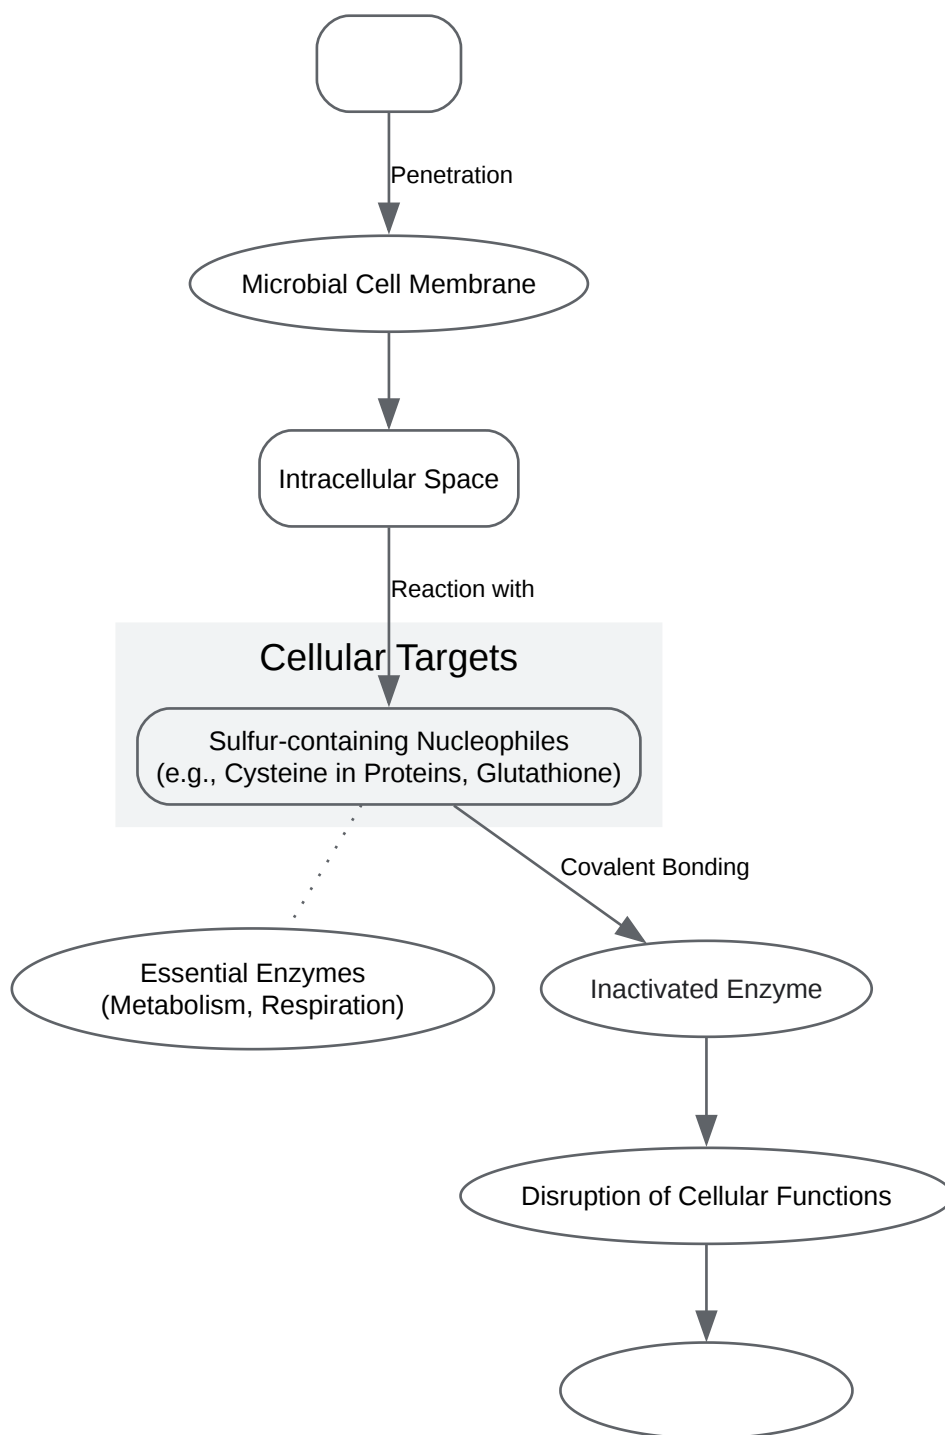 Penetration
Microbial Cell Membrane
Intracellular Space
Reaction with
Cellular Targets
Sulfur-containing Nucleophiles
(e.g., Cysteine in Proteins, Glutathione)
Covalent Bonding
Essential Enzymes
(Metabolism, Respiration)
Inactivated Enzyme
Disruption of Cellular Functions